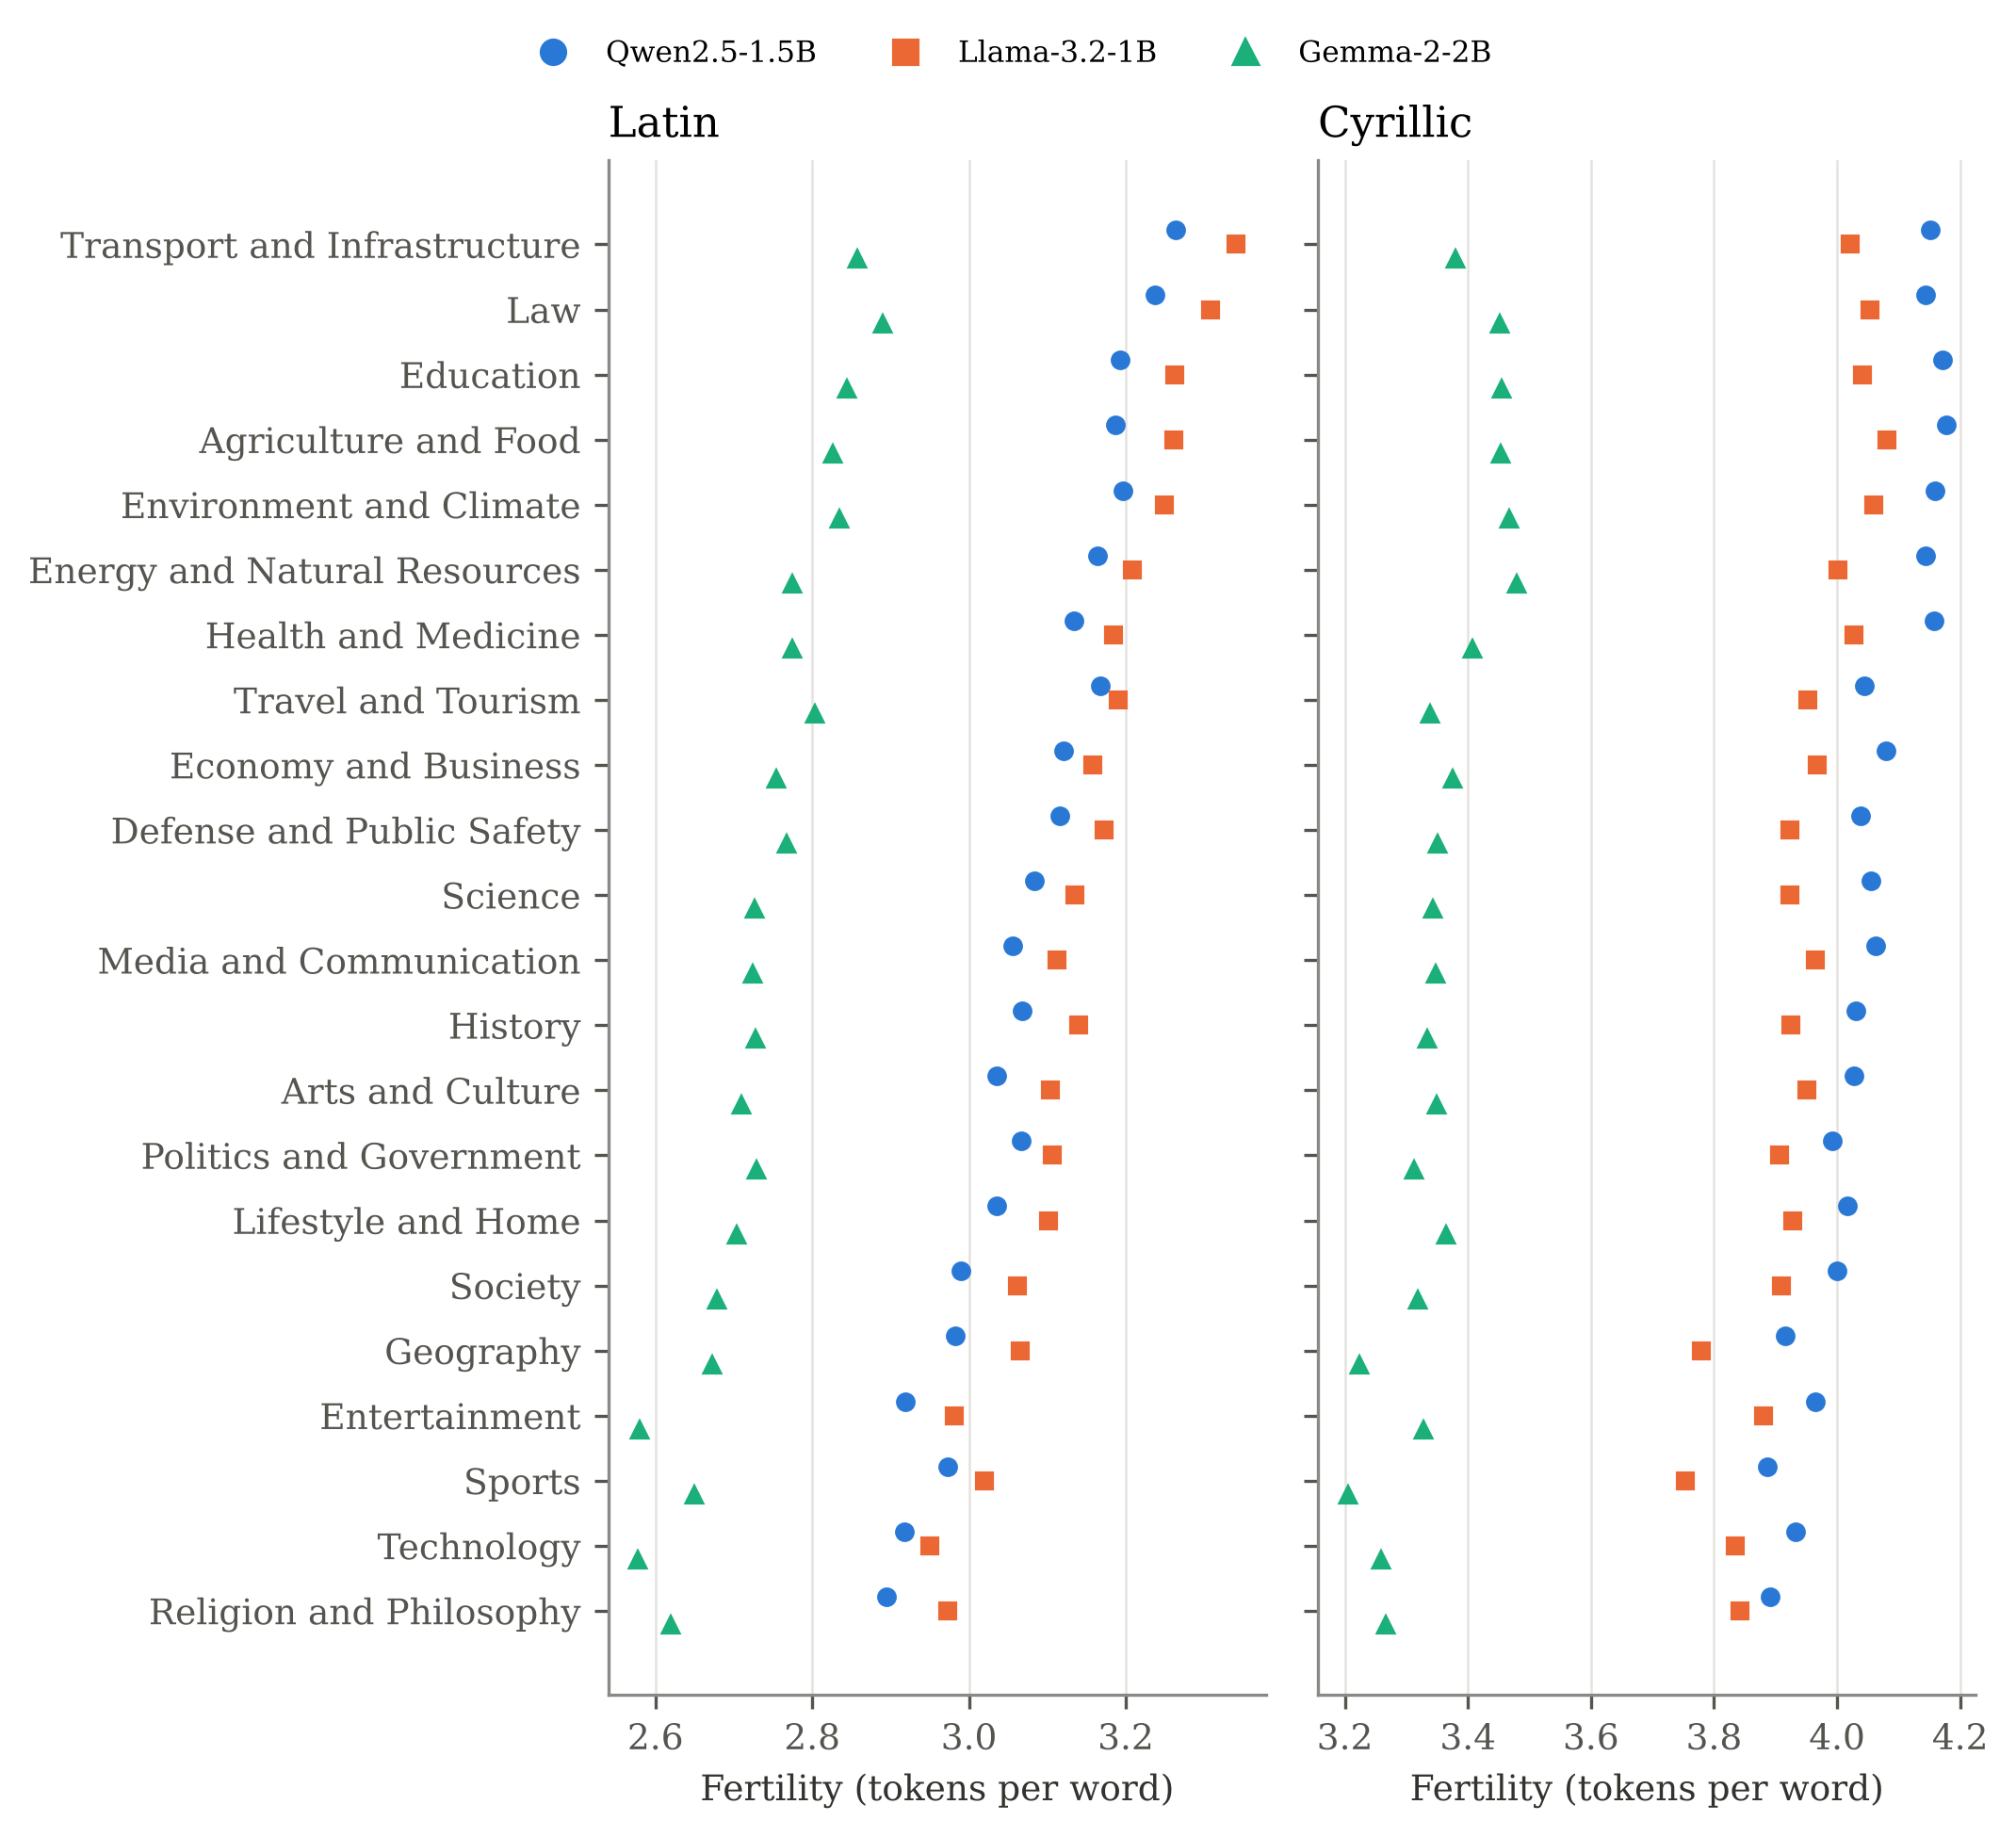 Qwen2.5-1.5B Llama-3.2-1B Gemma-2-2B
Latin Cyrillic
Transport and Infrastructure
Law
Education
Agriculture and Food
Environment and Climate
Energy and Natural Resources
Health and Medicine
Travel and Tourism
Economy and Business
Defense and Public Safety
Science
Media and Communication
History
Arts and Culture
Politics and Government
Lifestyle and Home
Society
Geography
Entertainment
Sports
Technology
Religion and Philosophy
2.6 2.8 3.0 3.2 3.2 3.4 3.6 3.8 4.0 4.2
Fertility (tokens per word) Fertility (tokens per word)